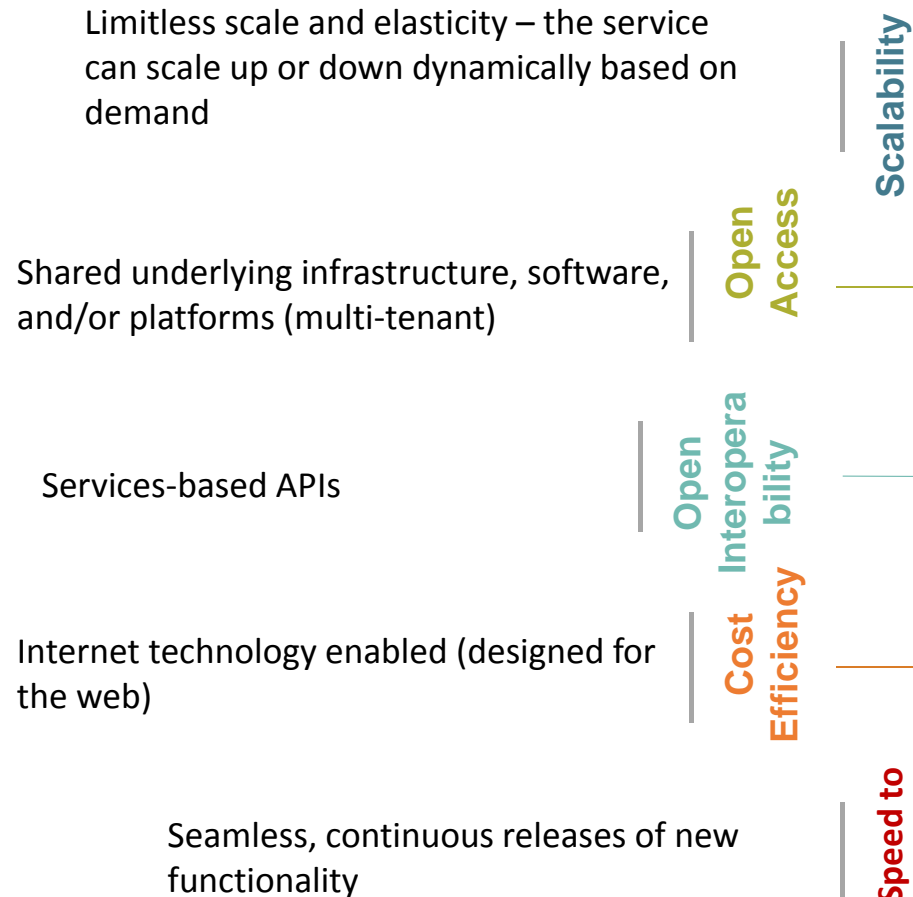 Limitless scale and elasticity – the service
can scale up or down dynamically based on
demand
Scalability
Shared underlying infrastructure, software,
and/or platforms (multi-tenant)
Open
Access
Services-based APIs
Open
Interopera
bility
Internet technology enabled (designed for
the web)
Cost
Efficiency
Seamless, continuous releases of new
functionality
Speed to